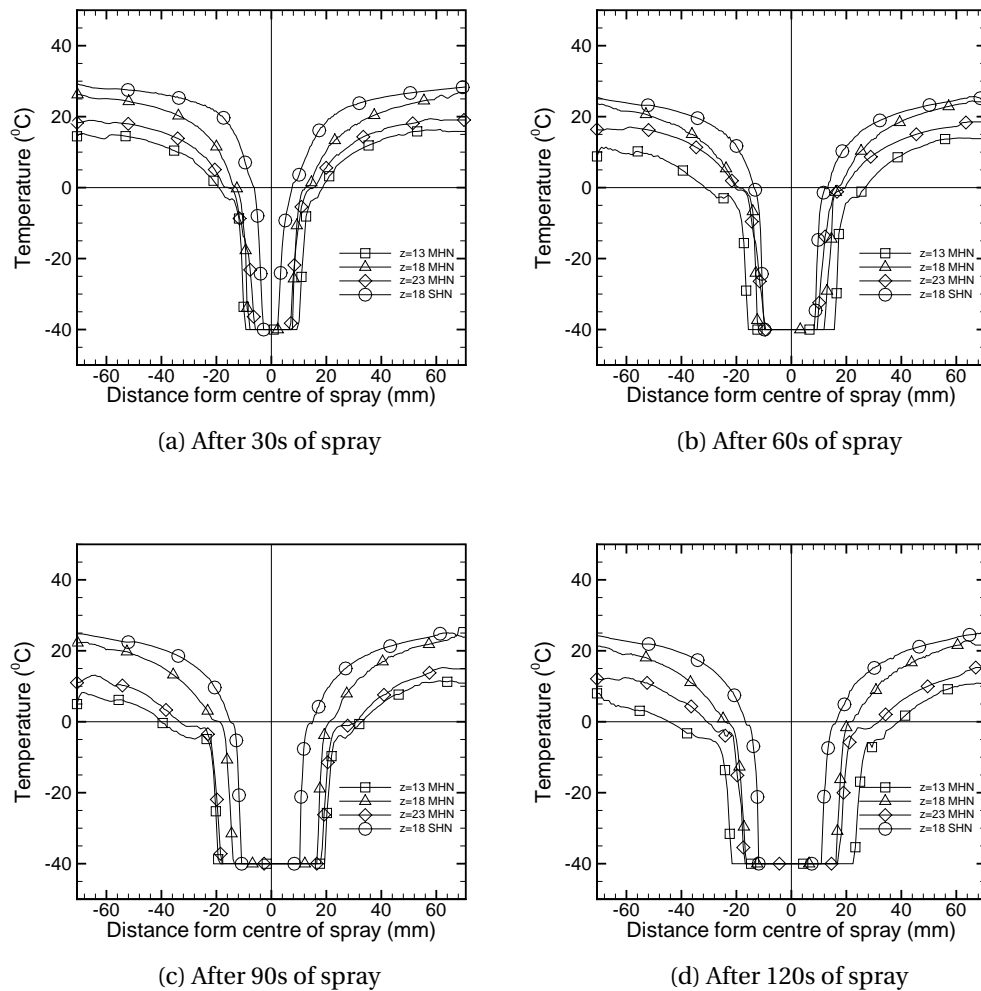 Temperature (⁰C)
40
20
0
-20
-40
-60 -40 -20 0 20 40 60
Distance form centre of spray (mm)
z=13 MHN
z=18 MHN
z=23 MHN
z=18 SHN
(a) After 30s of spray
Temperature (⁰C)
40
20
0
-20
-40
-60 -40 -20 0 20 40 60
Distance form centre of spray (mm)
z=13 MHN
z=18 MHN
z=23 MHN
z=18 SHN
(b) After 60s of spray
Temperature (⁰C)
40
20
0
-20
-40
-60 -40 -20 0 20 40 60
Distance form centre of spray (mm)
z=13 MHN
z=18 MHN
z=23 MHN
z=18 SHN
(c) After 90s of spray
Temperature (⁰C)
40
20
0
-20
-40
-60 -40 -20 0 20 40 60
Distance form centre of spray (mm)
z=13 MHN
z=18 MHN
z=23 MHN
z=18 SHN
(d) After 120s of spray